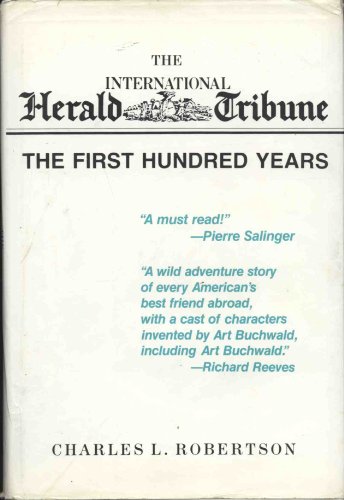 THE
INTERNATIONAL
Herald Tribune
THE FIRST HUNDRED YEARS
"A must read!"
—Pierre Salinger
"A wild adventure story
of every American's
best friend abroad,
with a cast of characters
invented by Art Buchwald,
including Art Buchwald."
—Richard Reeves
CHARLES L. ROBERTSON